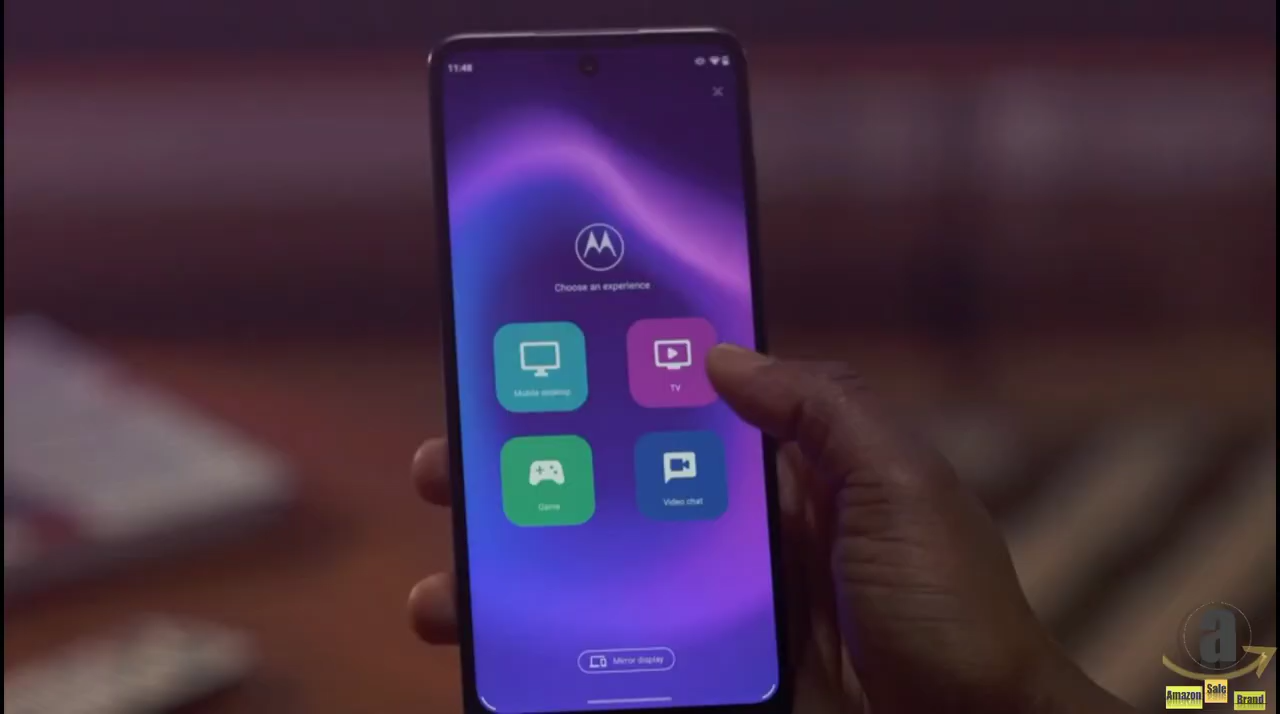 11:48
Choose an experience
Mobile desktop
TV
Game
Video chat
Mirror display
a
Amazon
Sale
Brand